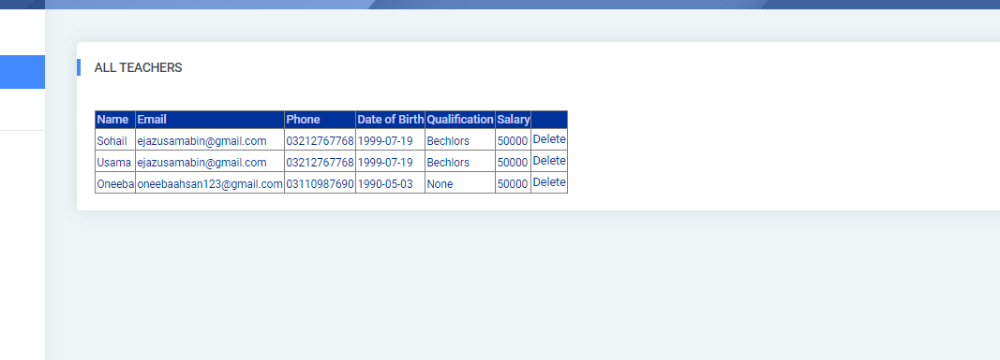 ALL TEACHERS
Name Email Phone Date of Birth Qualification Salary
Sohail ejazusamabin@gmail.com 03212767768 1999-07-19 Bechlors 50000 Delete
Usama ejazusamabin@gmail.com 03212767768 1999-07-19 Bechlors 50000 Delete
Oneeba oneebaahsan123@gmail.com 03110987690 1990-05-03 None 50000 Delete